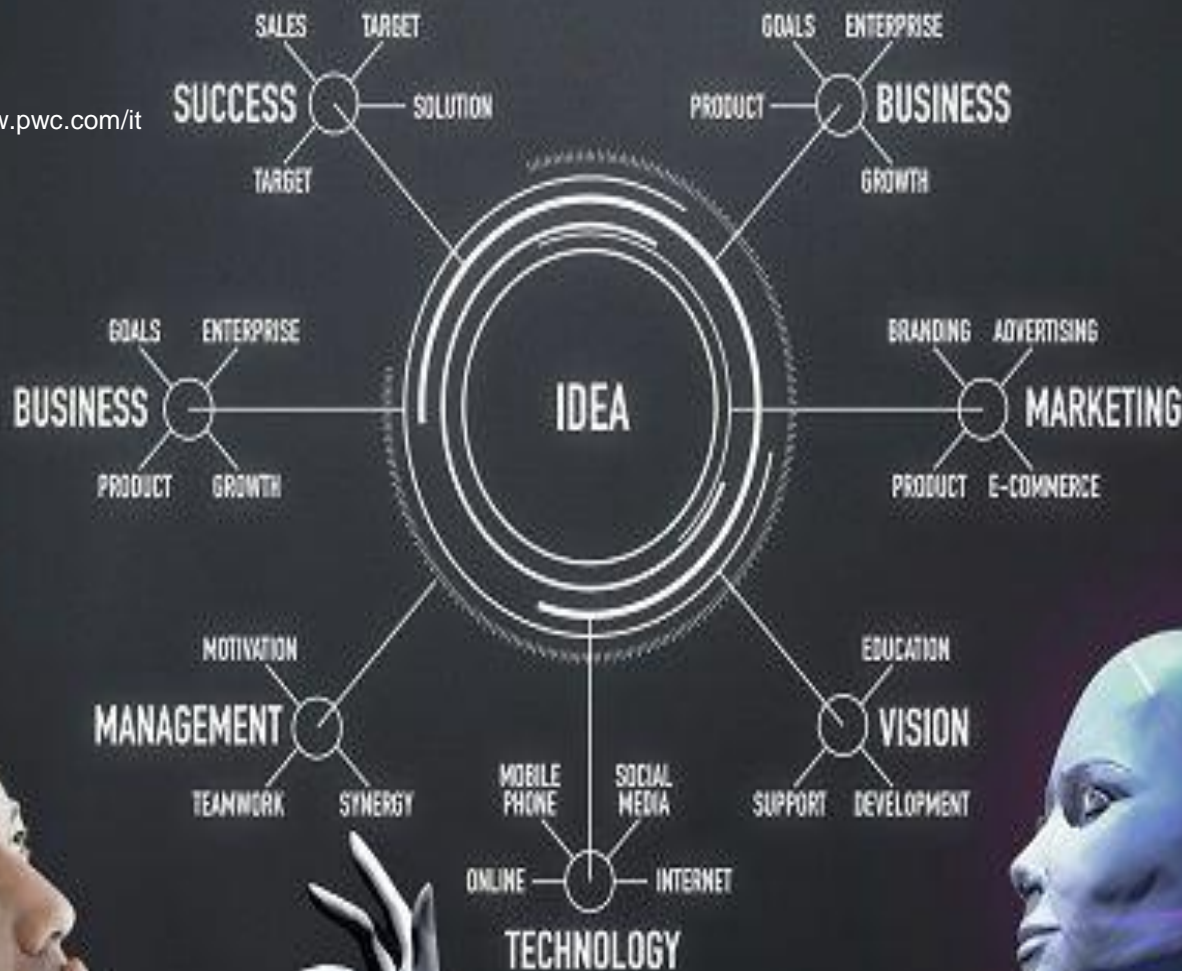 SALES TARGET
SUCCESS SOLUTION
TARGET
GOALS ENTERPRISE
PRODUCT BUSINESS
GROWTH
w.pwc.com/it
GOALS ENTERPRISE
BUSINESS
PRODUCT GROWTH
IDEA
BRANDING ADVERTISING
MARKETING
PRODUCT E-COMMERCE
MOTIVATION
MANAGEMENT
TEAMWORK SYNERGY
MOBILE
PHONE
SOCIAL
MEDIA
ONLINE INTERNET
TECHNOLOGY
EDUCATION
VISION
SUPPORT DEVELOPMENT